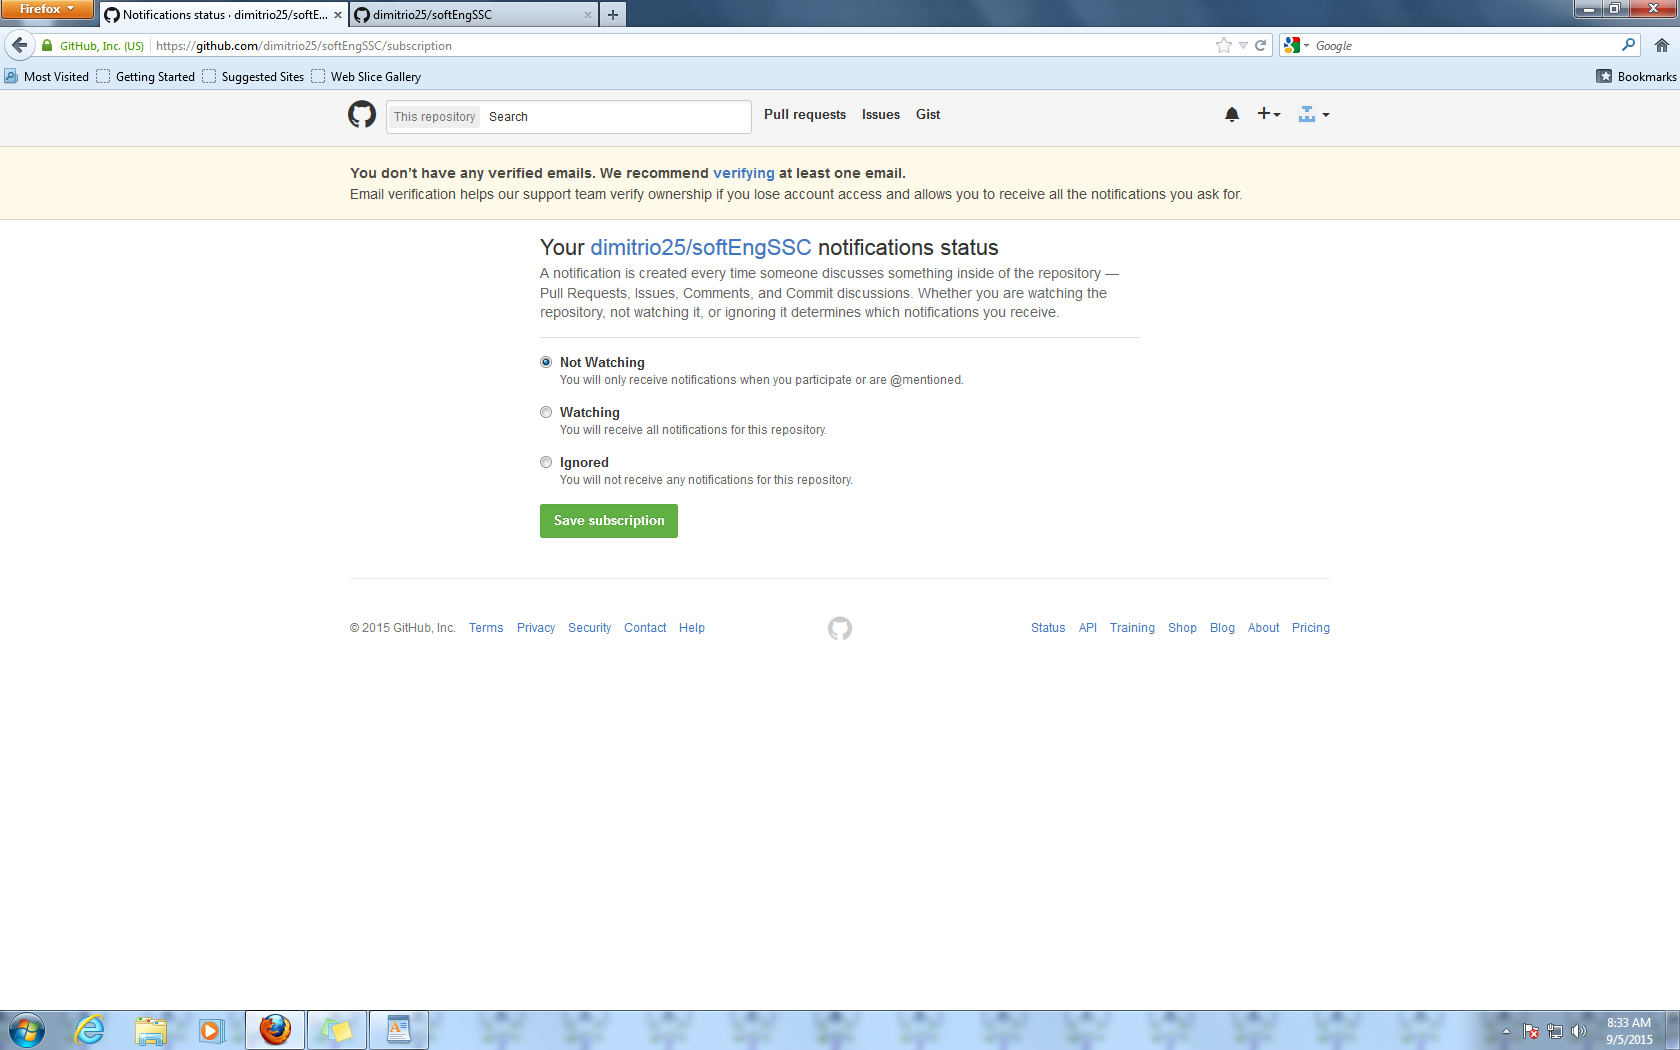 Firefox
Notifications status · dimitrio25/softE...
dimitrio25/softEngSSC
GitHub, Inc. (US)
https://github.com/dimitrio25/softEngSSC/subscription
Google
Most Visited
Getting Started
Suggested Sites
Web Slice Gallery
Bookmarks
This repository
Search
Pull requests
Issues
Gist
You don't have any verified emails. We recommend verifying at least one email.
Email verification helps our support team verify ownership if you lose account access and allows you to receive all the notifications you ask for.
Your dimitrio25/softEngSSC notifications status
A notification is created every time someone discusses something inside of the repository —
Pull Requests, Issues, Comments, and Commit discussions. Whether you are watching the
repository, not watching it, or ignoring it determines which notifications you receive.
Not Watching
You will only receive notifications when you participate or are @mentioned.
Watching
You will receive all notifications for this repository.
Ignored
You will not receive any notifications for this repository.
Save subscription
© 2015 GitHub, Inc. Terms Privacy Security Contact Help
Status API Training Shop Blog About Pricing
8:33 AM
9/5/2015